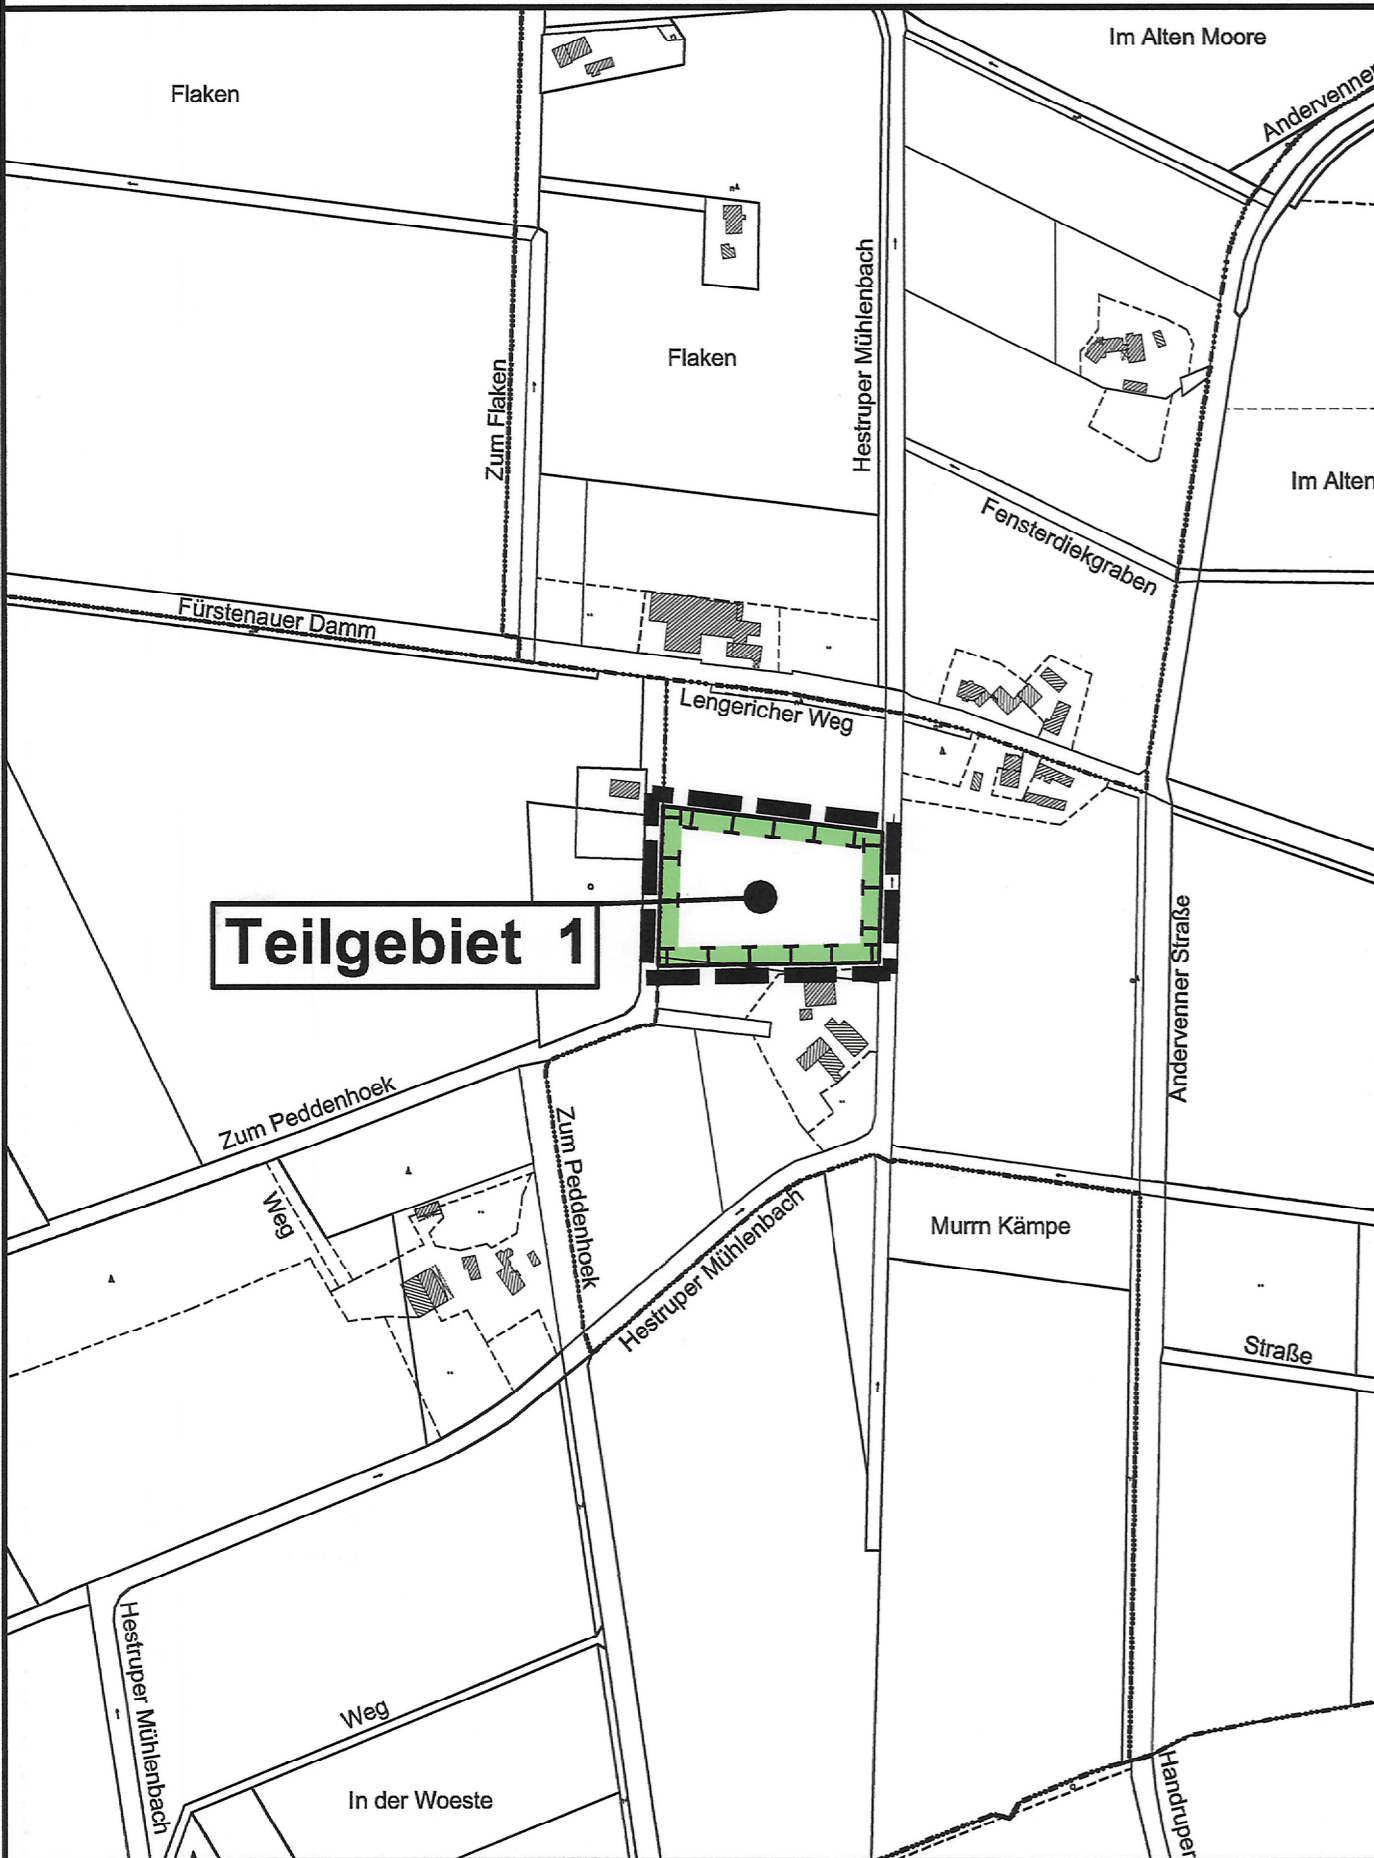 Im Alten Moore
Flaken
Andervenner
Hestruper Mühlenbach
Flaken
Zum Flaken
Im Alten
Fensterdiekgraben
Fürstenauer Damm
Lengericher Weg
Teilgebiet 1
Andervenner Straße
Zum Peddenhoek
Zum Peddenhoek
Weg
Hestruper Mühlenbach
Murrn Kämpe
Straße
Hestruper Mühlenbach
Weg
In der Woeste
Handruper